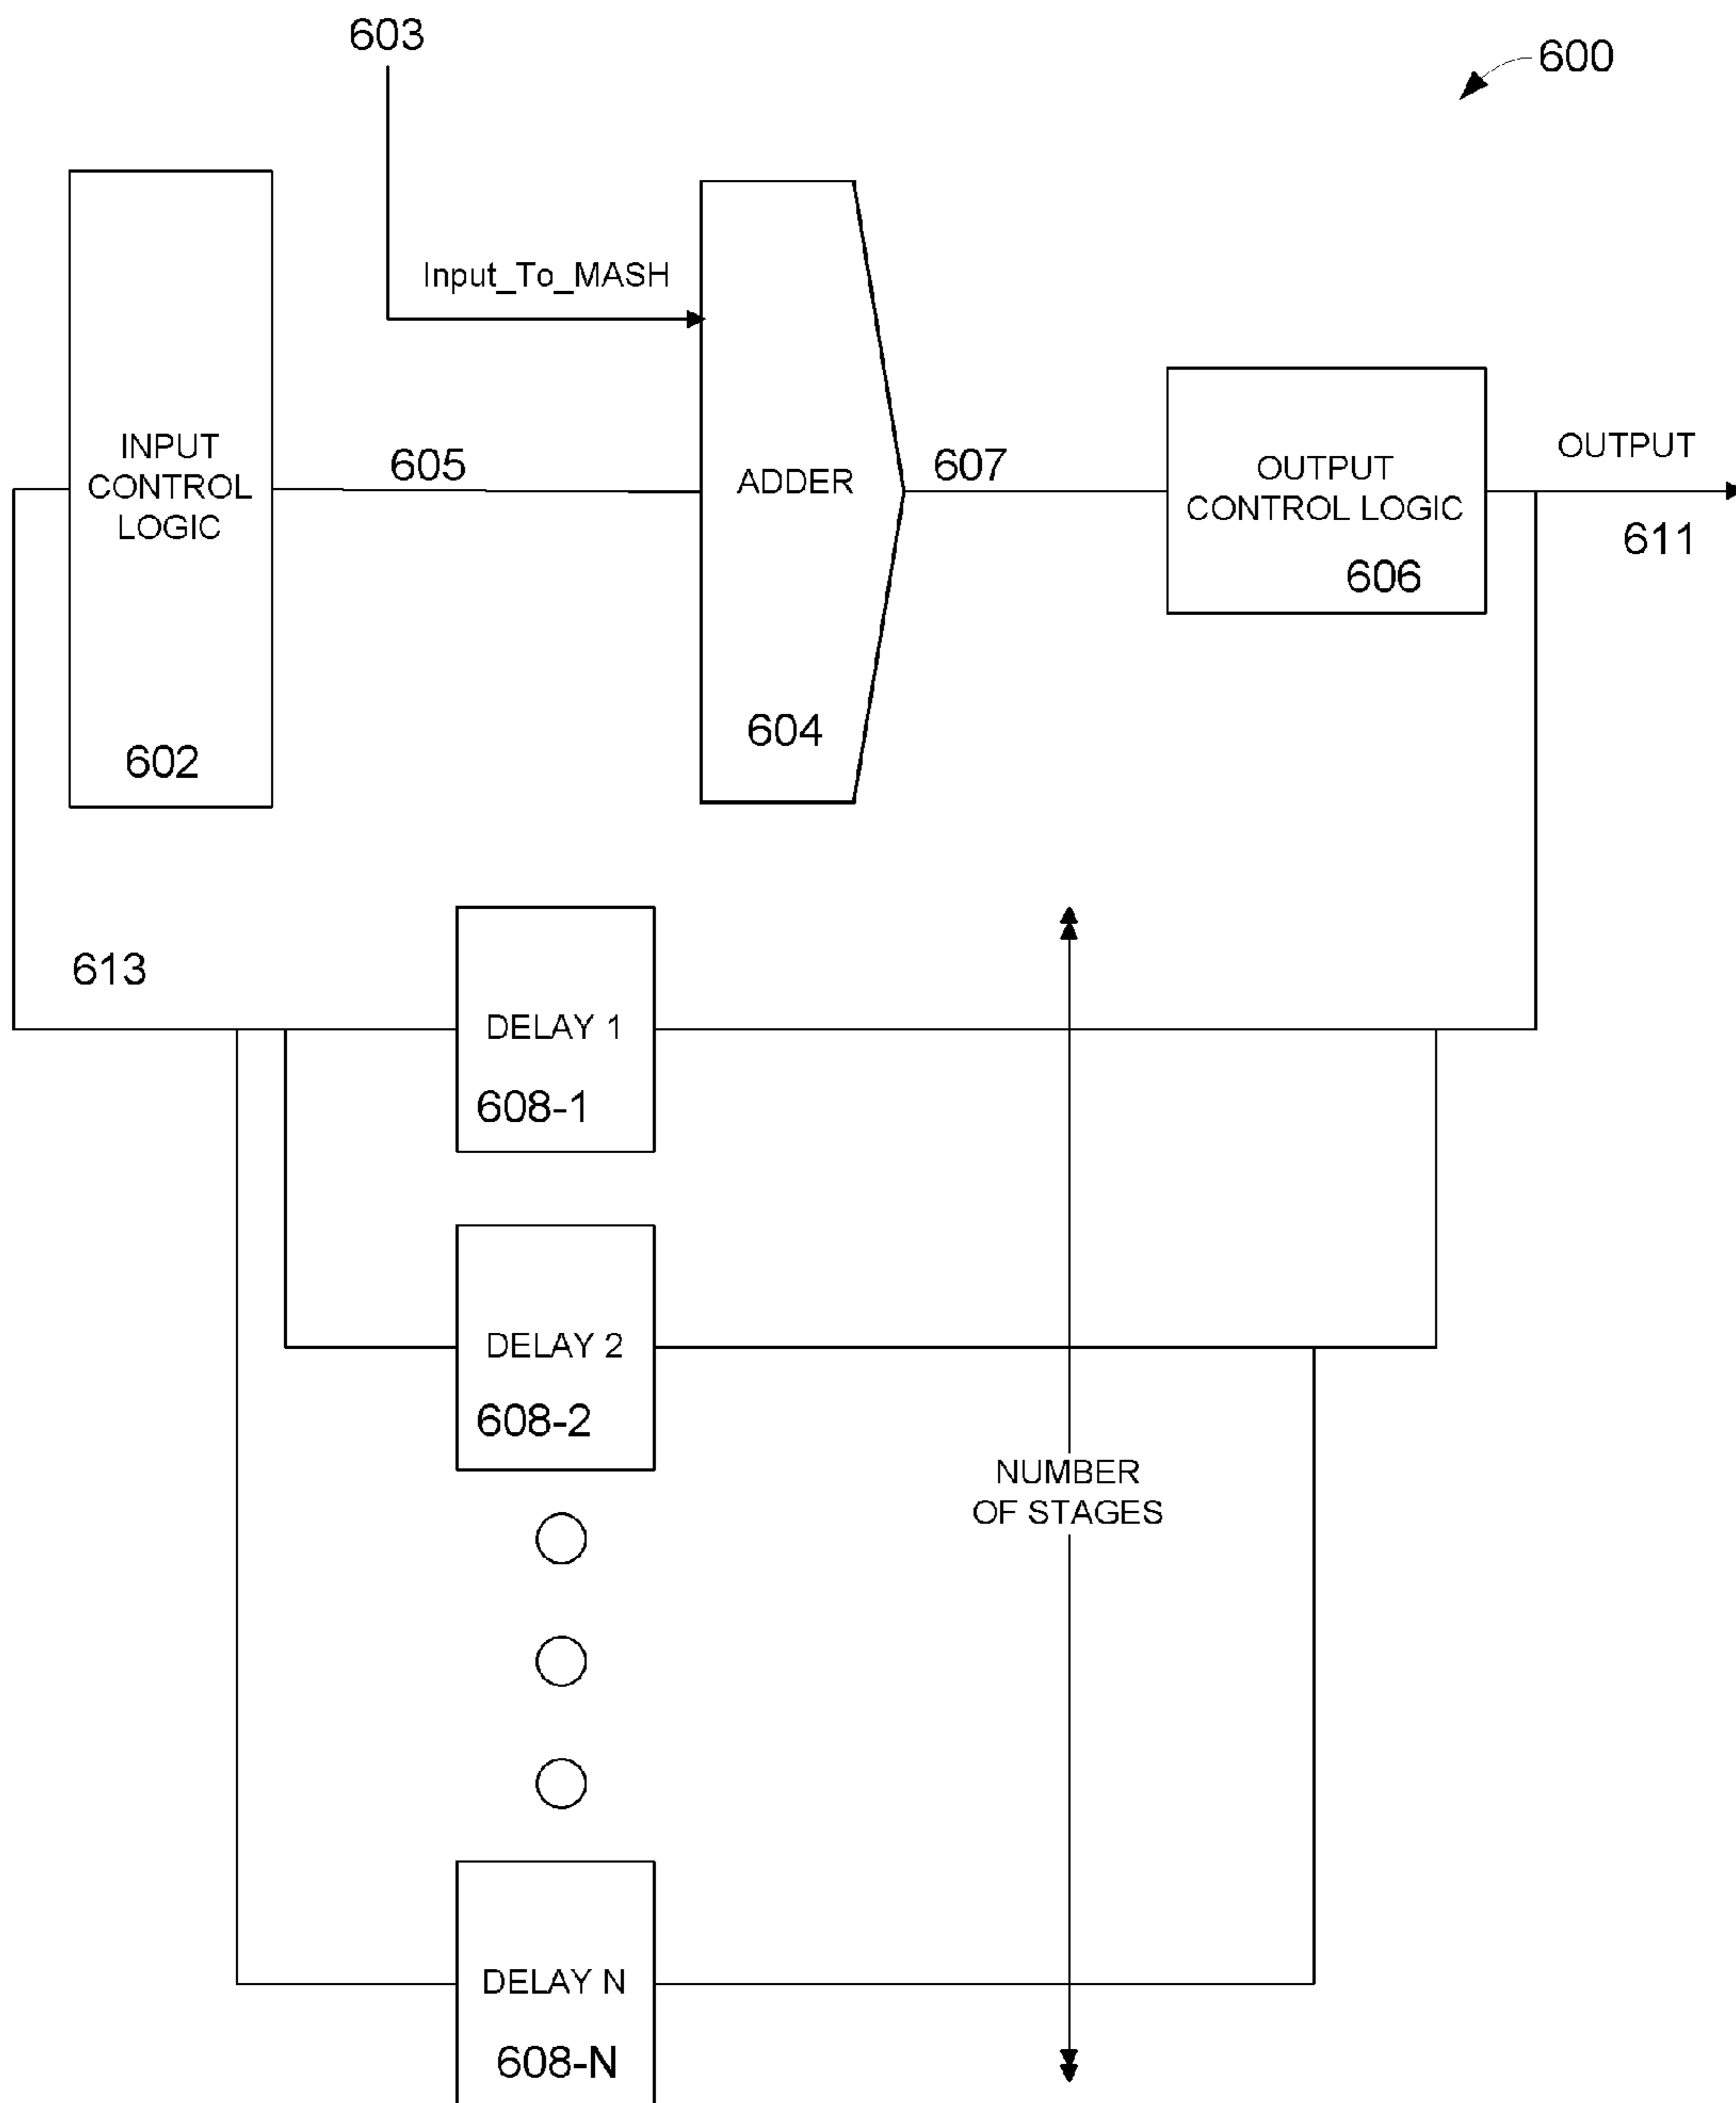 603
600
Input_To_MASH
INPUT
CONTROL
LOGIC
602
605
ADDER
604
607
OUTPUT
CONTROL LOGIC
606
OUTPUT
611
613
DELAY 1
608-1
DELAY 2
608-2
NUMBER
OF STAGES
DELAY N
608-N